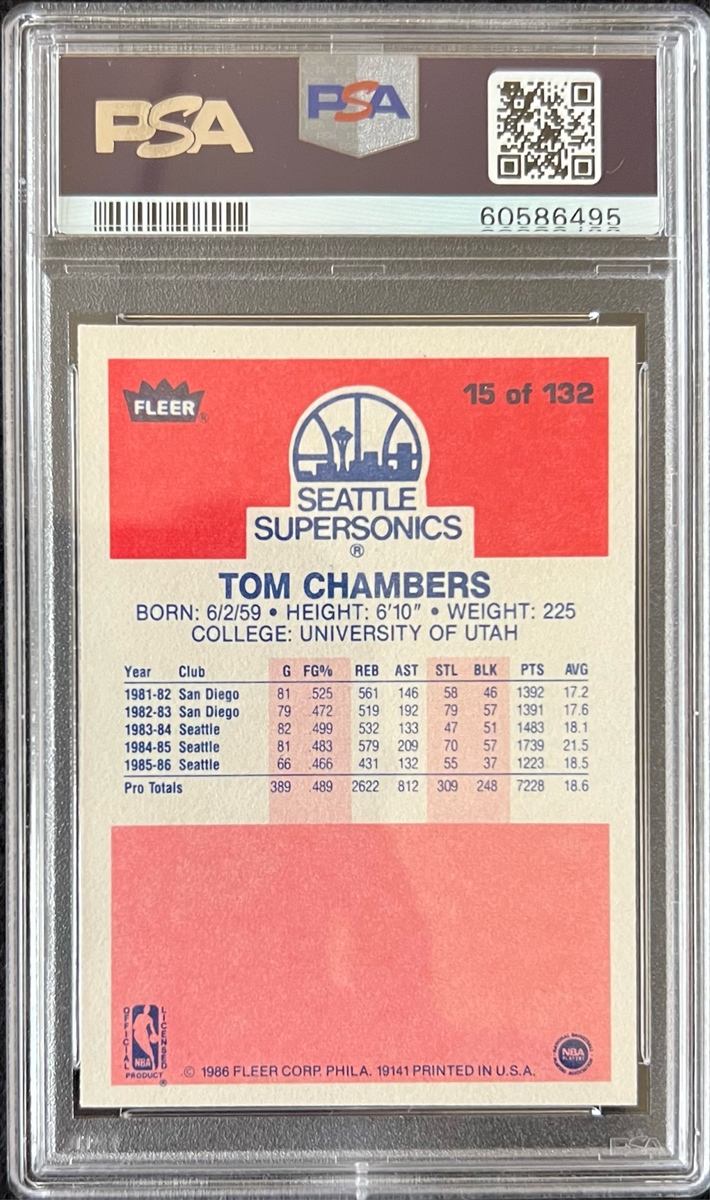 PSA
PSA
60586495
FLEER®
15 of 132
SEATTLE
SUPERSONICS
®
TOM CHAMBERS
BORN: 6/2/59 • HEIGHT: 6'10" • WEIGHT: 225
COLLEGE: UNIVERSITY OF UTAH
Year Club G FG% REB AST STL BLK PTS AVG
1981-82 San Diego 81 .525 561 146 58 46 1392 17.2
1982-83 San Diego 79 .472 519 192 79 57 1391 17.6
1983-84 Seattle 82 .499 532 133 47 51 1483 18.1
1984-85 Seattle 81 .483 579 209 70 57 1739 21.5
1985-86 Seattle 66 .466 431 132 55 37 1223 18.5
Pro Totals 389 .489 2622 812 309 248 7228 18.6
OFFICIAL
LICENSED
NBA
PRODUCT ®
© 1986 FLEER CORP. PHILA. 19141 PRINTED IN U.S.A.
NBA
PLAYERS
PSA